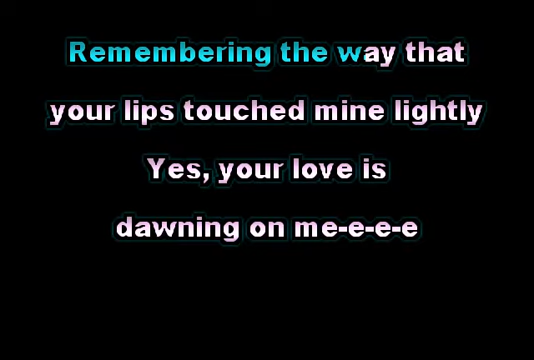 Remembering the way that
your lips touched mine lightly
Yes, your love is
dawning on me-e-e-e